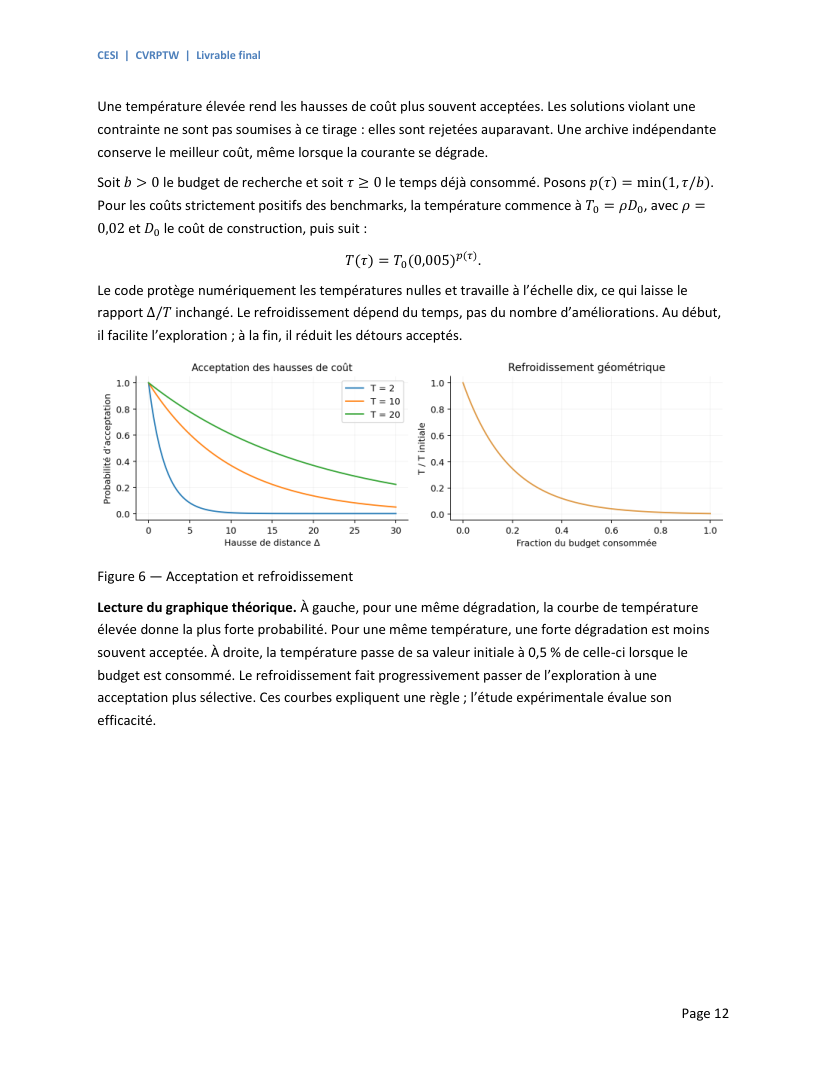 CESI | CVRPTW | Livrable final
Une température élevée rend les hausses de coût plus souvent acceptées. Les solutions violant une
contrainte ne sont pas soumises à ce tirage : elles sont rejetées auparavant. Une archive indépendante
conserve le meilleur coût, même lorsque la courante se dégrade.
Soit b > 0 le budget de recherche et soit τ ≥ 0 le temps déjà consommé. Posons p(τ) = min(1, τ/b).
Pour les coûts strictement positifs des benchmarks, la température commence à T₀ = ρD₀, avec ρ =
0,02 et D₀ le coût de construction, puis suit :
T(τ) = T₀(0,005)^p(τ).
Le code protège numériquement les températures nulles et travaille à l’échelle dix, ce qui laisse le
rapport Δ/T inchangé. Le refroidissement dépend du temps, pas du nombre d’améliorations. Au début,
il facilite l’exploration ; à la fin, il réduit les détours acceptés.
Acceptation des hausses de coût
T = 2
T = 10
T = 20
Probabilité d'acceptation
1.0
0.8
0.6
0.4
0.2
0.0
0 5 10 15 20 25 30
Hausse de distance Δ
Refroidissement géométrique
T / T initiale
1.0
0.8
0.6
0.4
0.2
0.0
0.0 0.2 0.4 0.6 0.8 1.0
Fraction du budget consommée
Figure 6 — Acceptation et refroidissement
Lecture du graphique théorique. À gauche, pour une même dégradation, la courbe de température
élevée donne la plus forte probabilité. Pour une même température, une forte dégradation est moins
souvent acceptée. À droite, la température passe de sa valeur initiale à 0,5 % de celle-ci lorsque le
budget est consommé. Le refroidissement fait progressivement passer de l’exploration à une
acceptation plus sélective. Ces courbes expliquent une règle ; l’étude expérimentale évalue son
efficacité.
Page 12